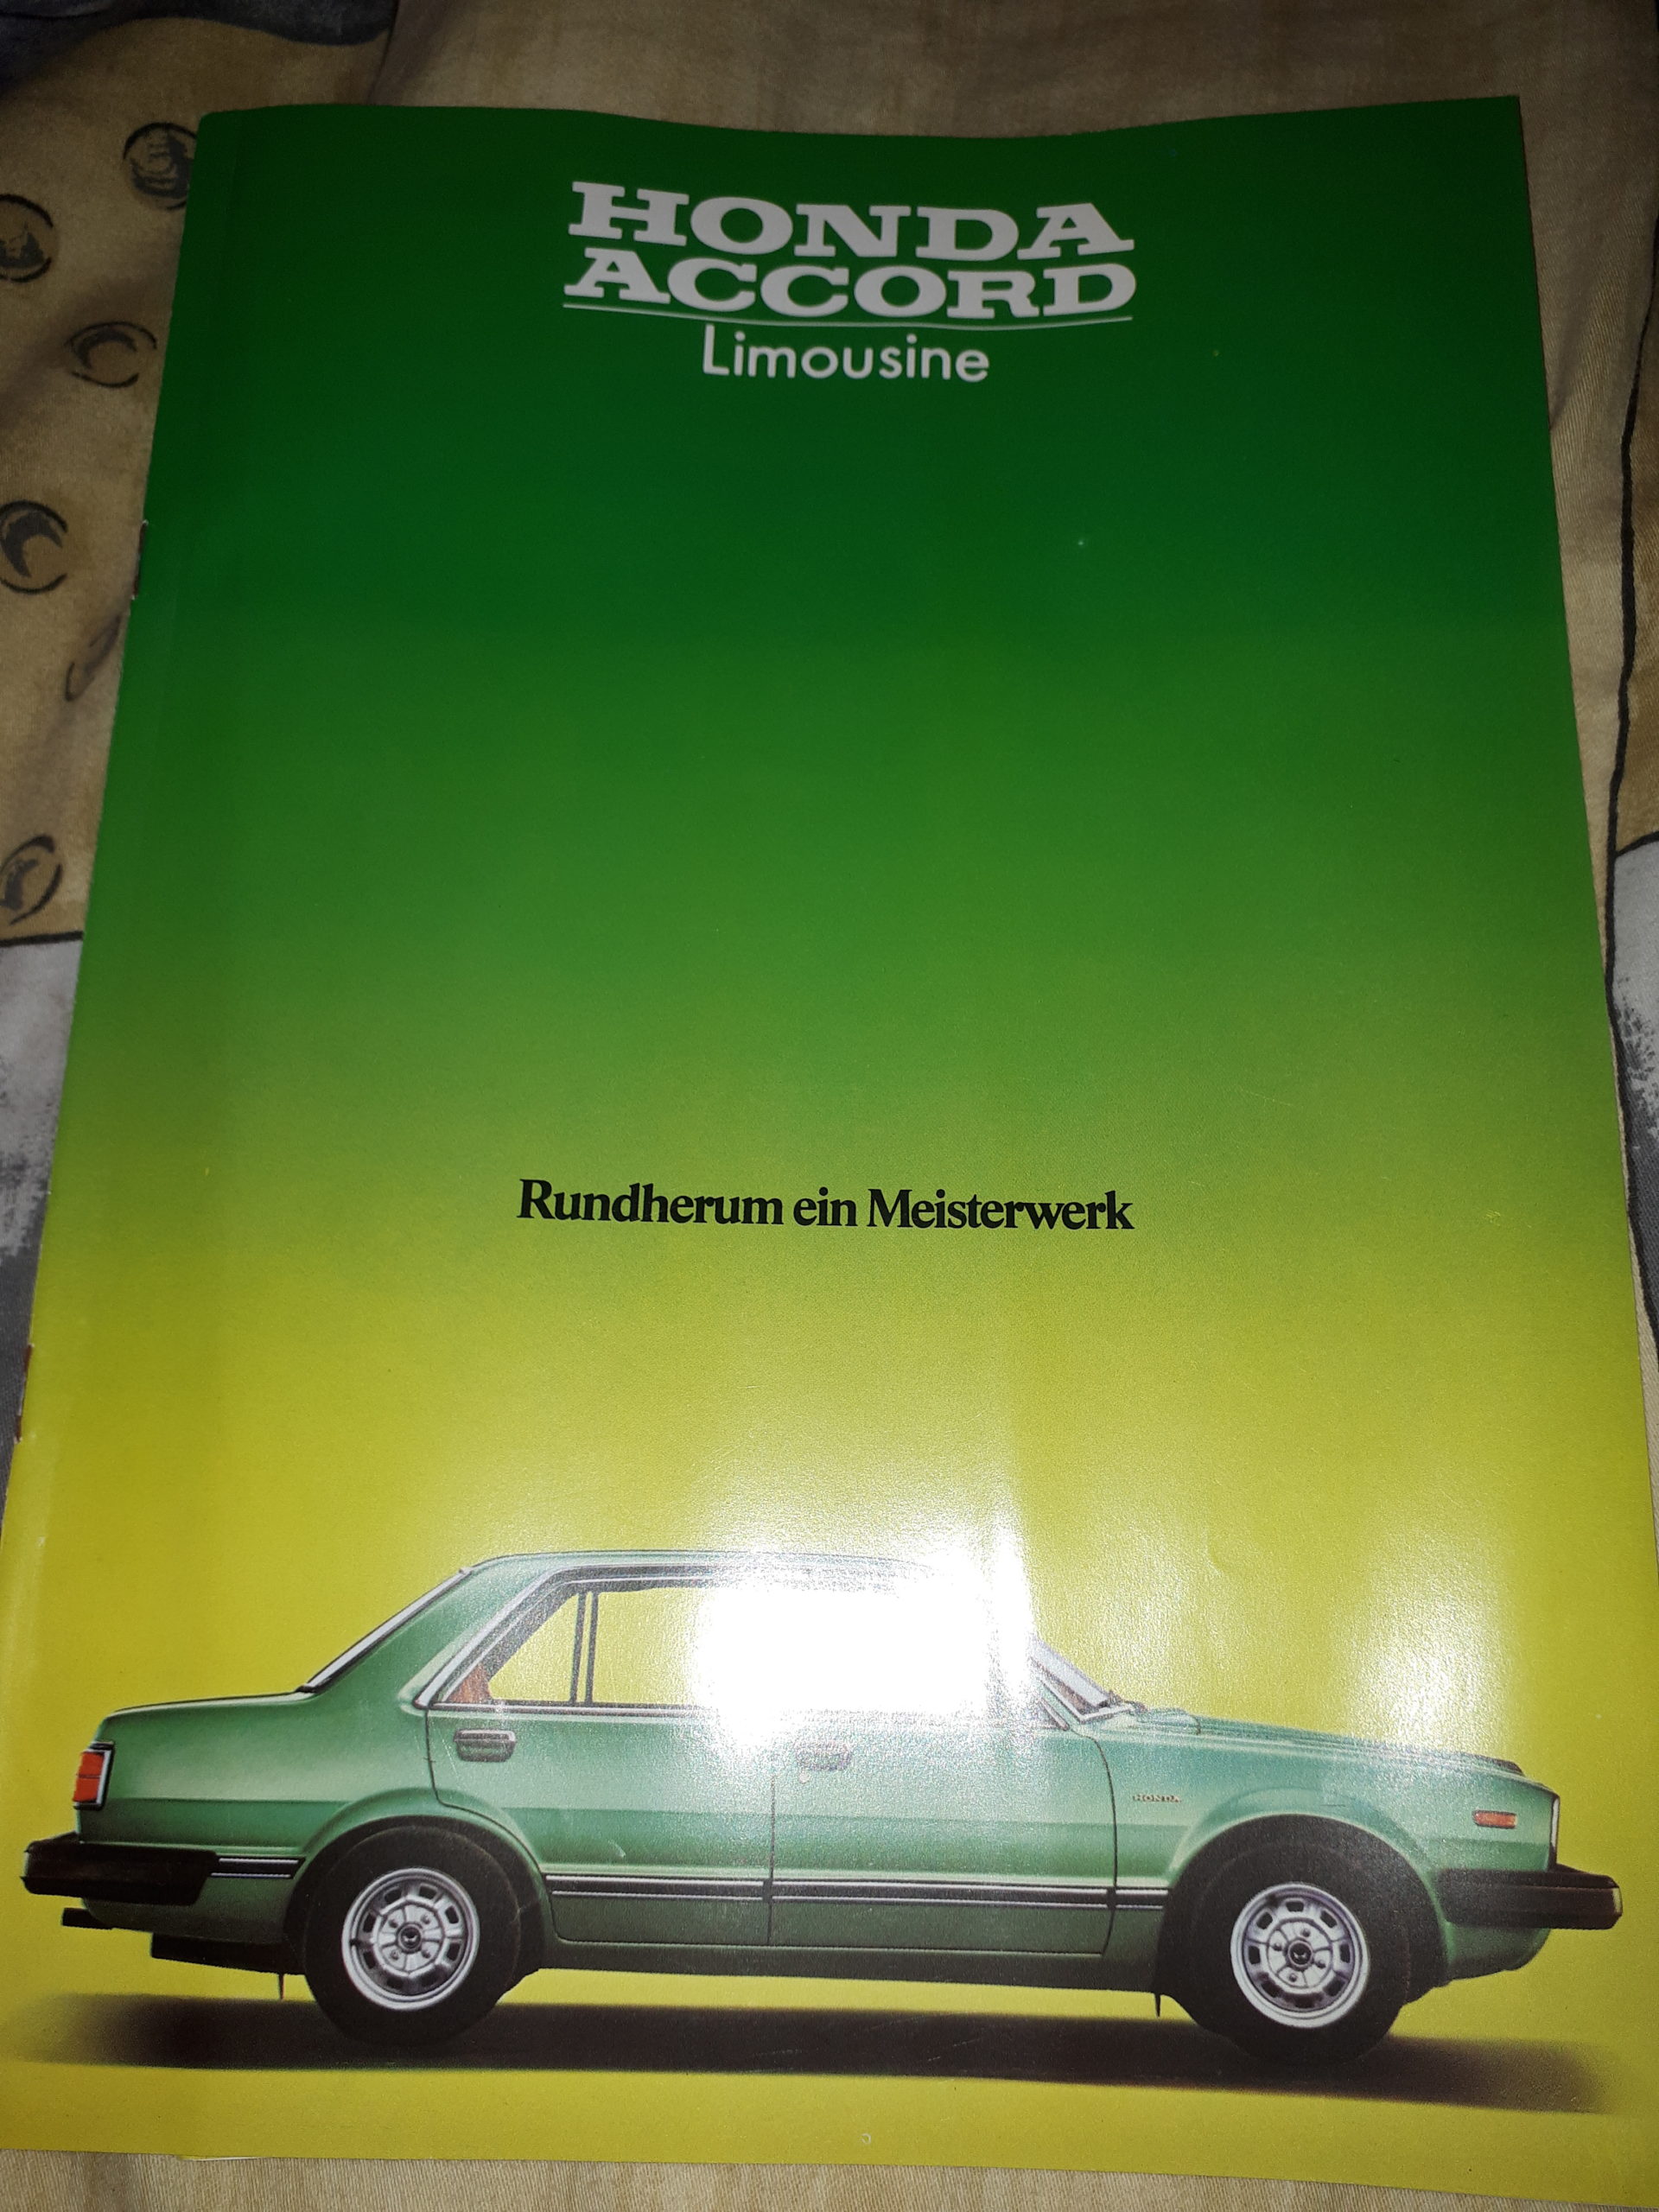 HONDA
ACCORD
Limousine
Rundherum ein Meisterwerk
HONDA